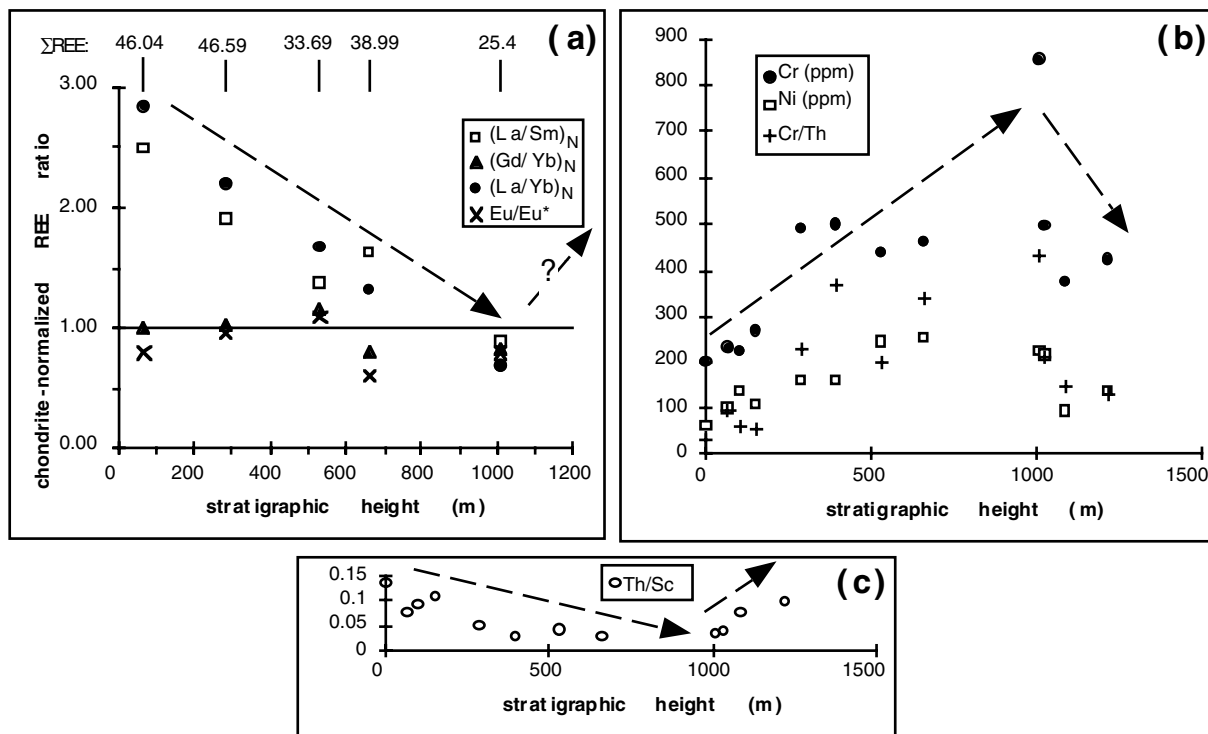 (a)
ΣREE: 46.04 46.59 33.69 38.99 25.4
3.00
2.00
1.00
0.00
chondrite-normalized REE ratio
(La/Sm)N
(Gd/Yb)N
(La/Yb)N
Eu/Eu*
?
0 200 400 600 800 1000 1200
stratigraphic height (m)
(b)
900
800
700
600
500
400
300
200
100
0
Cr (ppm)
Ni (ppm)
Cr/Th
0 500 1000 1500
stratigraphic height (m)
(c)
0.15
0.1
0.05
0
Th/Sc
0 500 1000 1500
stratigraphic height (m)